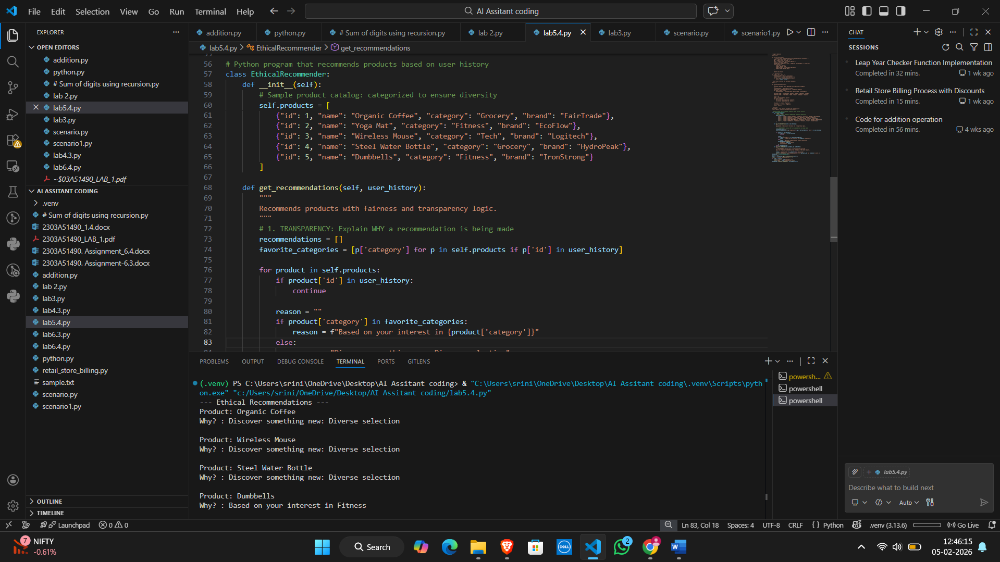 File Edit Selection View Go Run Terminal Help
AI Assitant coding
EXPLORER
OPEN EDITORS
addition.py
python.py
# Sum of digits using recursion.py
lab 2.py
lab5.4.py
lab3.py
scenario.py
scenario1.py
lab4.3.py
lab6.4.py
~$03A51490_LAB_1.pdf
AI ASSITANT CODING
.venv
# Sum of digits using recursion.py
2303A51490_1.4.docx
2303A51490_LAB_1.pdf
2303A51490. Assignment_6.4.docx
2303A51490. Assignment-6.3.docx
addition.py
lab 2.py
lab3.py
lab4.3.py
lab5.4.py
lab6.3.py
lab6.4.py
python.py
retail_store_billing.py
sample.txt
scenario.py
scenario1.py
OUTLINE
TIMELINE
addition.py python.py # Sum of digits using recursion.py lab 2.py lab5.4.py lab3.py scenario.py scenario1.py
lab5.4.py > EthicalRecommender > get_recommendations
56 # Python program that recommends products based on user history
57 class EthicalRecommender:
58 def __init__(self):
59 # Sample product catalog: categorized to ensure diversity
60 self.products = [
61 {"id": 1, "name": "Organic Coffee", "category": "Grocery", "brand": "FairTrade"},
62 {"id": 2, "name": "Yoga Mat", "category": "Fitness", "brand": "EcoFlow"},
63 {"id": 3, "name": "Wireless Mouse", "category": "Tech", "brand": "Logitech"},
64 {"id": 4, "name": "Steel Water Bottle", "category": "Grocery", "brand": "HydroPeak"},
65 {"id": 5, "name": "Dumbbells", "category": "Fitness", "brand": "IronStrong"}
66 ]
67
68 def get_recommendations(self, user_history):
69 """
70 Recommends products with fairness and transparency logic.
71 """
72 # 1. TRANSPARENCY: Explain WHY a recommendation is being made
73 recommendations = []
74 favorite_categories = [p['category'] for p in self.products if p['id'] in user_history]
75
76 for product in self.products:
77 if product['id'] in user_history:
78 continue
79
80 reason = ""
81 if product['category'] in favorite_categories:
82 reason = f"Based on your interest in {product['category']}"
83 else:
PROBLEMS OUTPUT DEBUG CONSOLE TERMINAL PORTS GITLENS
(.venv) PS C:\Users\srini\OneDrive\Desktop\AI Assitant coding> & "C:\Users\srini\OneDrive\Desktop\AI Assitant coding\.venv\Scripts\pyth
on.exe" "c:/Users/srini/OneDrive/Desktop/AI Assitant coding/lab5.4.py"
--- Ethical Recommendations ---
Product: Organic Coffee
Why? : Discover something new: Diverse selection
Product: Wireless Mouse
Why? : Discover something new: Diverse selection
Product: Steel Water Bottle
Why? : Discover something new: Diverse selection
Product: Dumbbells
Why? : Based on your interest in Fitness
powersh...
powershell
powershell
CHAT
SESSIONS
Leap Year Checker Function Implementation
Completed in 32 mins. 1 wk ago
Retail Store Billing Process with Discounts
Completed in 15 mins. 1 wk ago
Code for addition operation
Completed in 56 mins. 4 wks ago
lab5.4.py
Describe what to build next
Auto
Launchpad 0 0 Ln 83, Col 18 Spaces: 4 UTF-8 CRLF { } Python .venv (3.13.6) Go Live
7 NIFTY
-0.61%
Search
DELL
2
12:46:15
05-02-2026